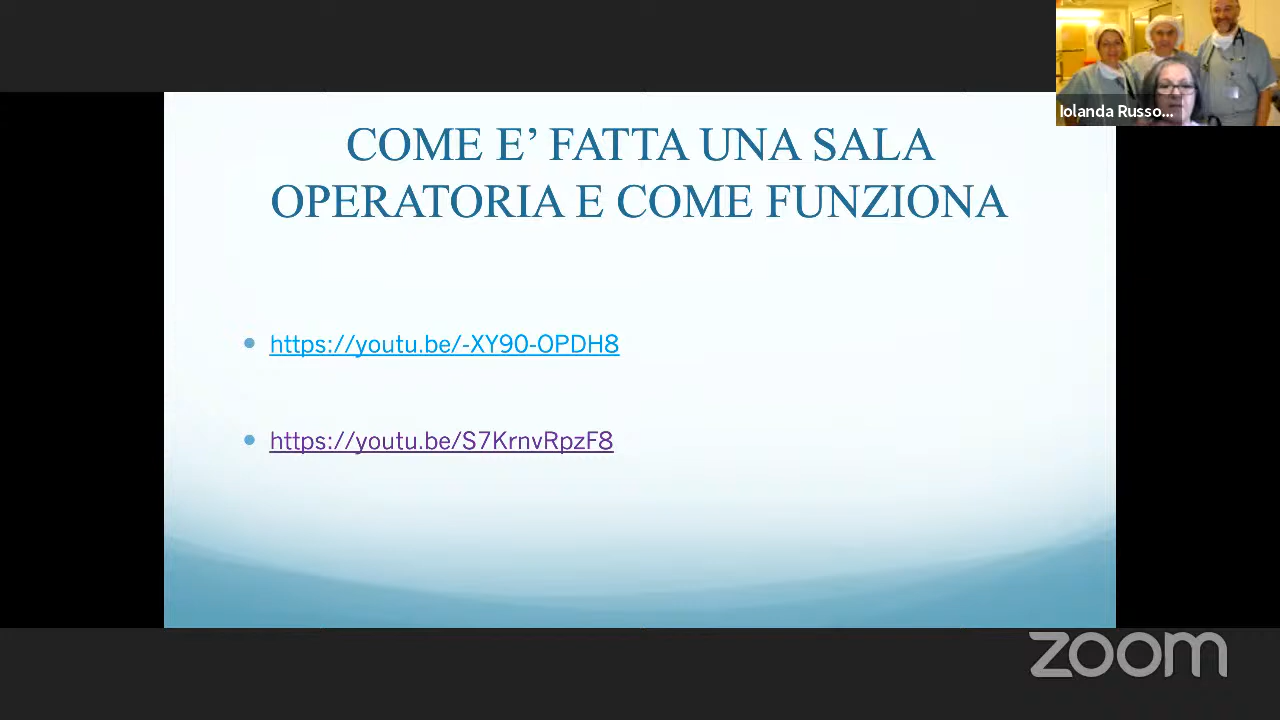 Iolanda Russo...
COME E’ FATTA UNA SALA
OPERATORIA E COME FUNZIONA
https://youtu.be/-XY90-OPDH8
https://youtu.be/S7KrnvRpzF8
zoom